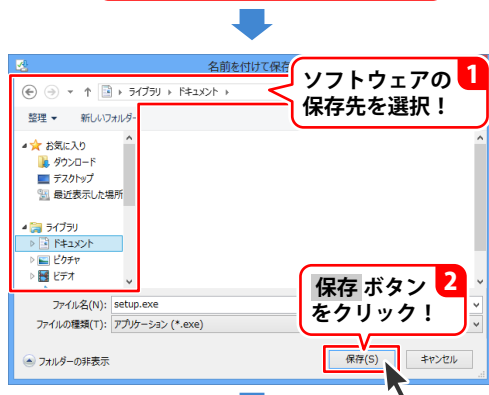 名前を付けて保存
ソフトウェアの
保存先を選択！
1
ライブラリ ▸ ドキュメント ▸
整理 ▾ 新しいフォルダー
お気に入り
ダウンロード
デスクトップ
最近表示した場所
ライブラリ
ドキュメント
ピクチャ
ビデオ
保存 ボタン
をクリック！
2
ファイル名(N): setup.exe
ファイルの種類(T): アプリケーション (*.exe)
フォルダーの非表示
保存(S)
キャンセル